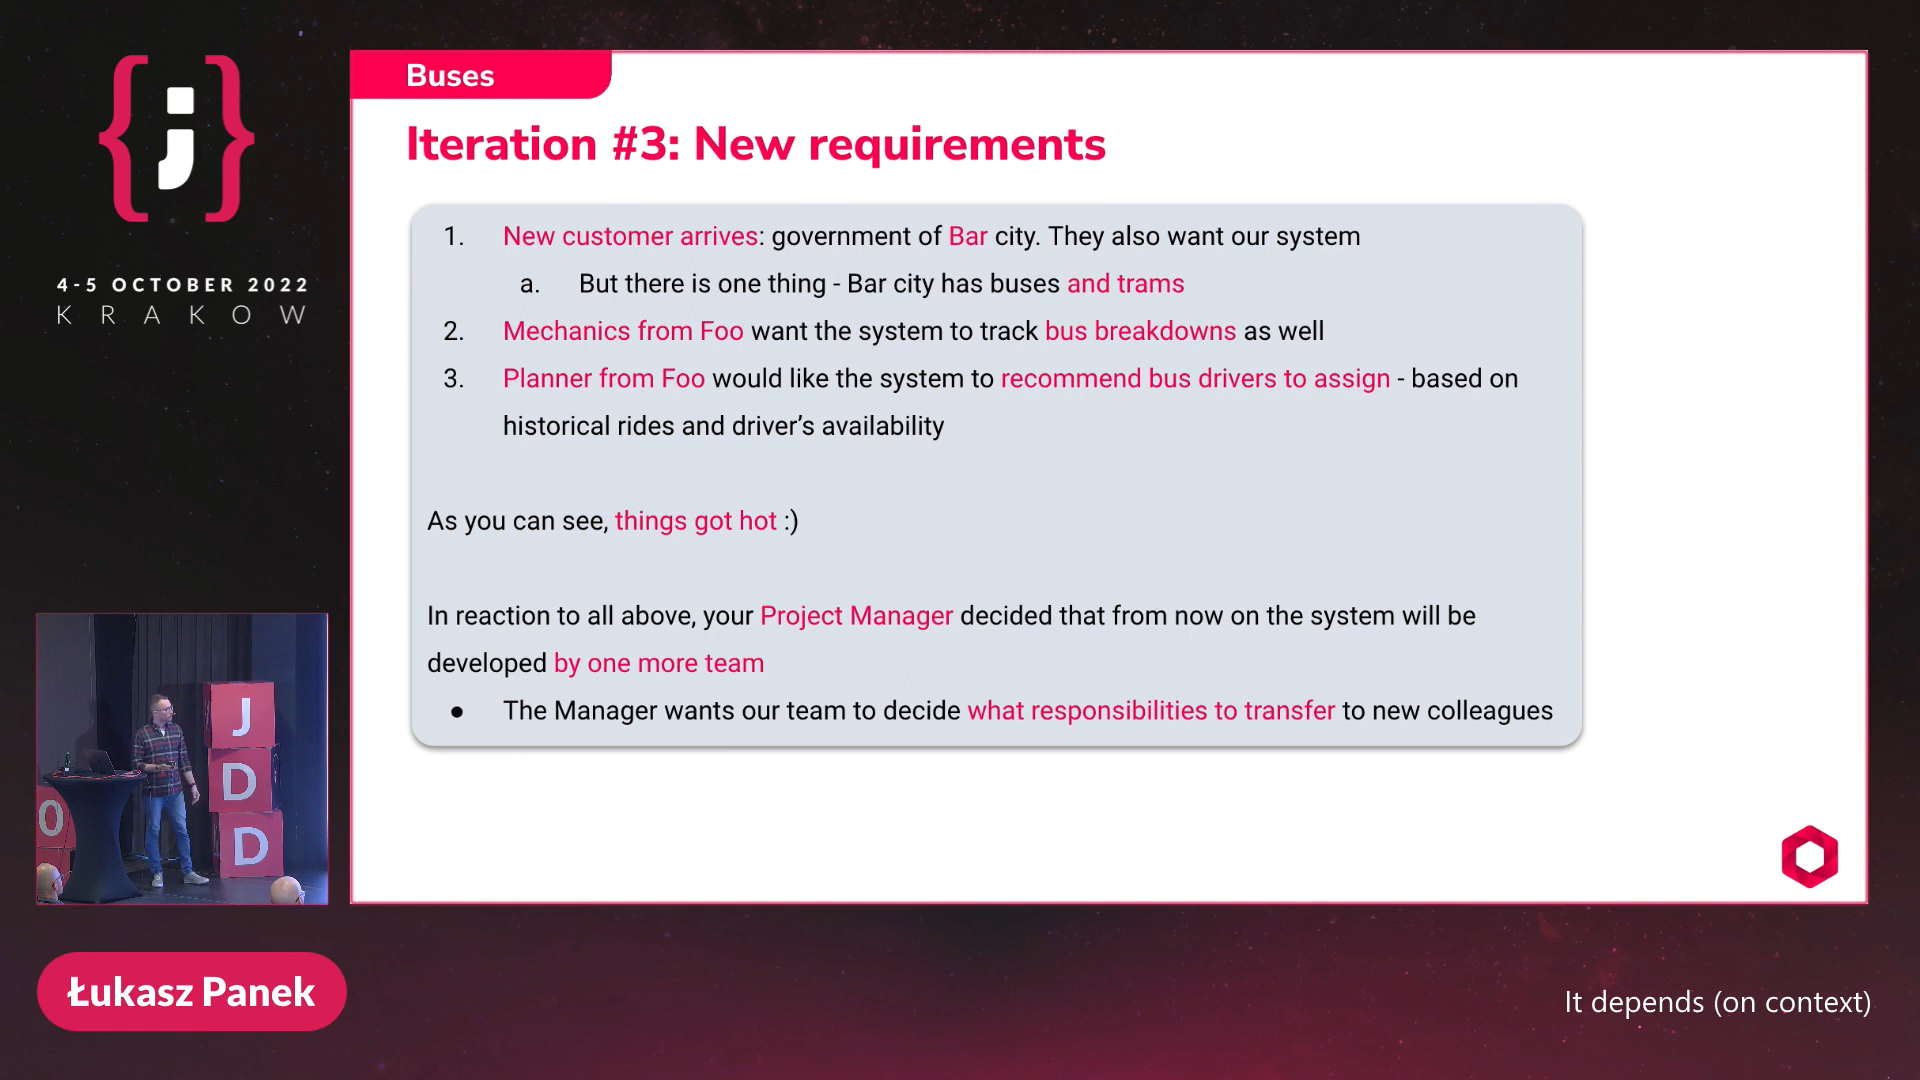 {;}
4-5 OCTOBER 2022
KRAKOW
Buses
Iteration #3: New requirements
1. New customer arrives: government of Bar city. They also want our system
a. But there is one thing - Bar city has buses and trams
2. Mechanics from Foo want the system to track bus breakdowns as well
3. Planner from Foo would like the system to recommend bus drivers to assign - based on
historical rides and driver’s availability
As you can see, things got hot :)
In reaction to all above, your Project Manager decided that from now on the system will be
developed by one more team
● The Manager wants our team to decide what responsibilities to transfer to new colleagues
J
D
D
0
Łukasz Panek
It depends (on context)